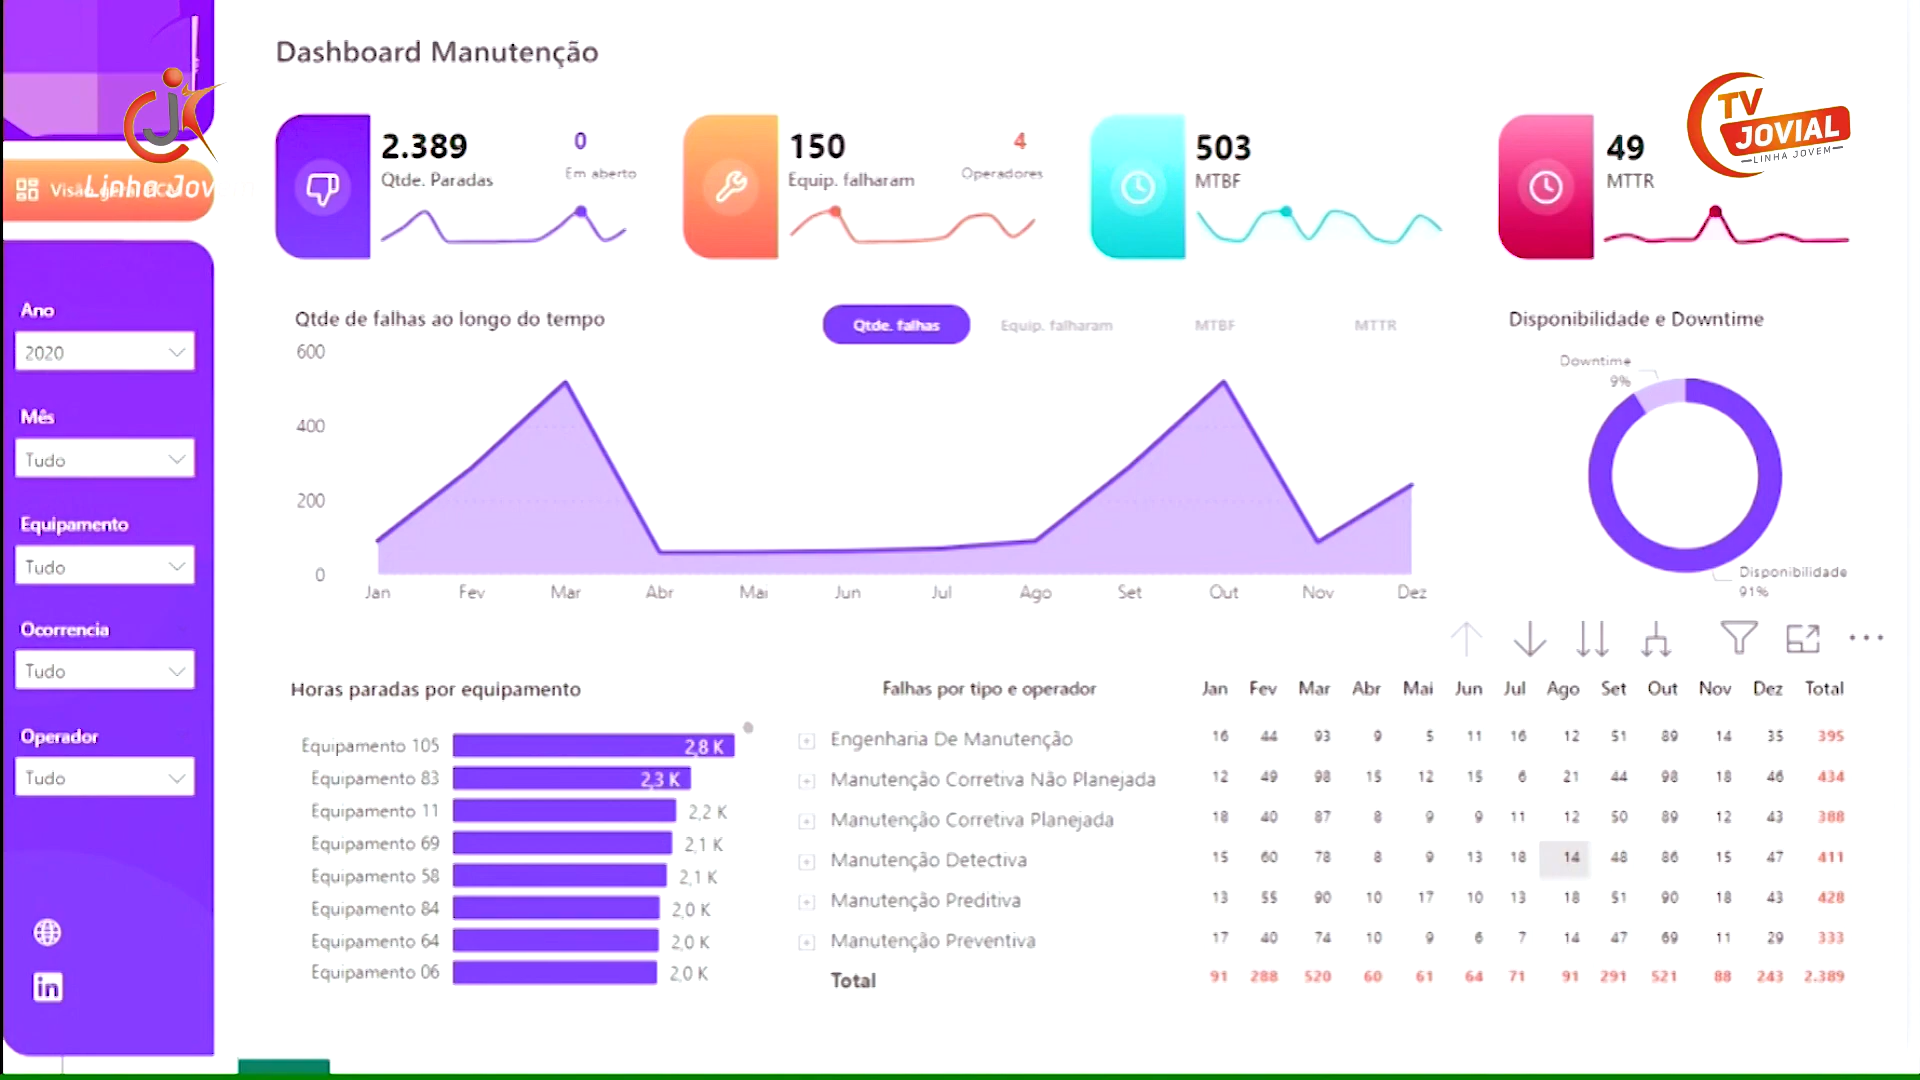 Dashboard Manutenção
TV
JOVIAL
LINHA JOVEM
2.389
Qtde. Paradas
0
Em aberto
150
Equip. falharam
4
Operadores
503
MTBF
49
MTTR
Linha Jov
Visão geral
Ano
2020
Mês
Tudo
Equipamento
Tudo
Ocorrencia
Tudo
Operador
Tudo
in
Qtde de falhas ao longo do tempo
Qtde. falhas Equip. falharam MTBF MTTR
600
400
200
0
Jan Fev Mar Abr Mai Jun Jul Ago Set Out Nov Dez
Disponibilidade e Downtime
Downtime
9%
Disponibilidade
91%
Horas paradas por equipamento
Equipamento 105 2,8 K
Equipamento 83 2,3 K
Equipamento 11 2,2 K
Equipamento 69 2,1 K
Equipamento 58 2,1 K
Equipamento 84 2,0 K
Equipamento 64 2,0 K
Equipamento 06 2,0 K
Falhas por tipo e operador Jan Fev Mar Abr Mai Jun Jul Ago Set Out Nov Dez Total
Engenharia De Manutenção 16 44 93 9 5 11 16 12 51 89 14 35 395
Manutenção Corretiva Não Planejada 12 49 98 15 12 15 6 21 44 98 18 46 434
Manutenção Corretiva Planejada 18 40 87 8 9 9 11 12 50 89 12 43 388
Manutenção Detectiva 15 60 78 8 9 13 18 14 48 86 15 47 411
Manutenção Preditiva 13 55 90 10 17 10 13 18 51 90 18 43 428
Manutenção Preventiva 17 40 74 10 9 6 7 14 47 69 11 29 333
Total 91 288 520 60 61 64 71 91 291 521 88 243 2.389